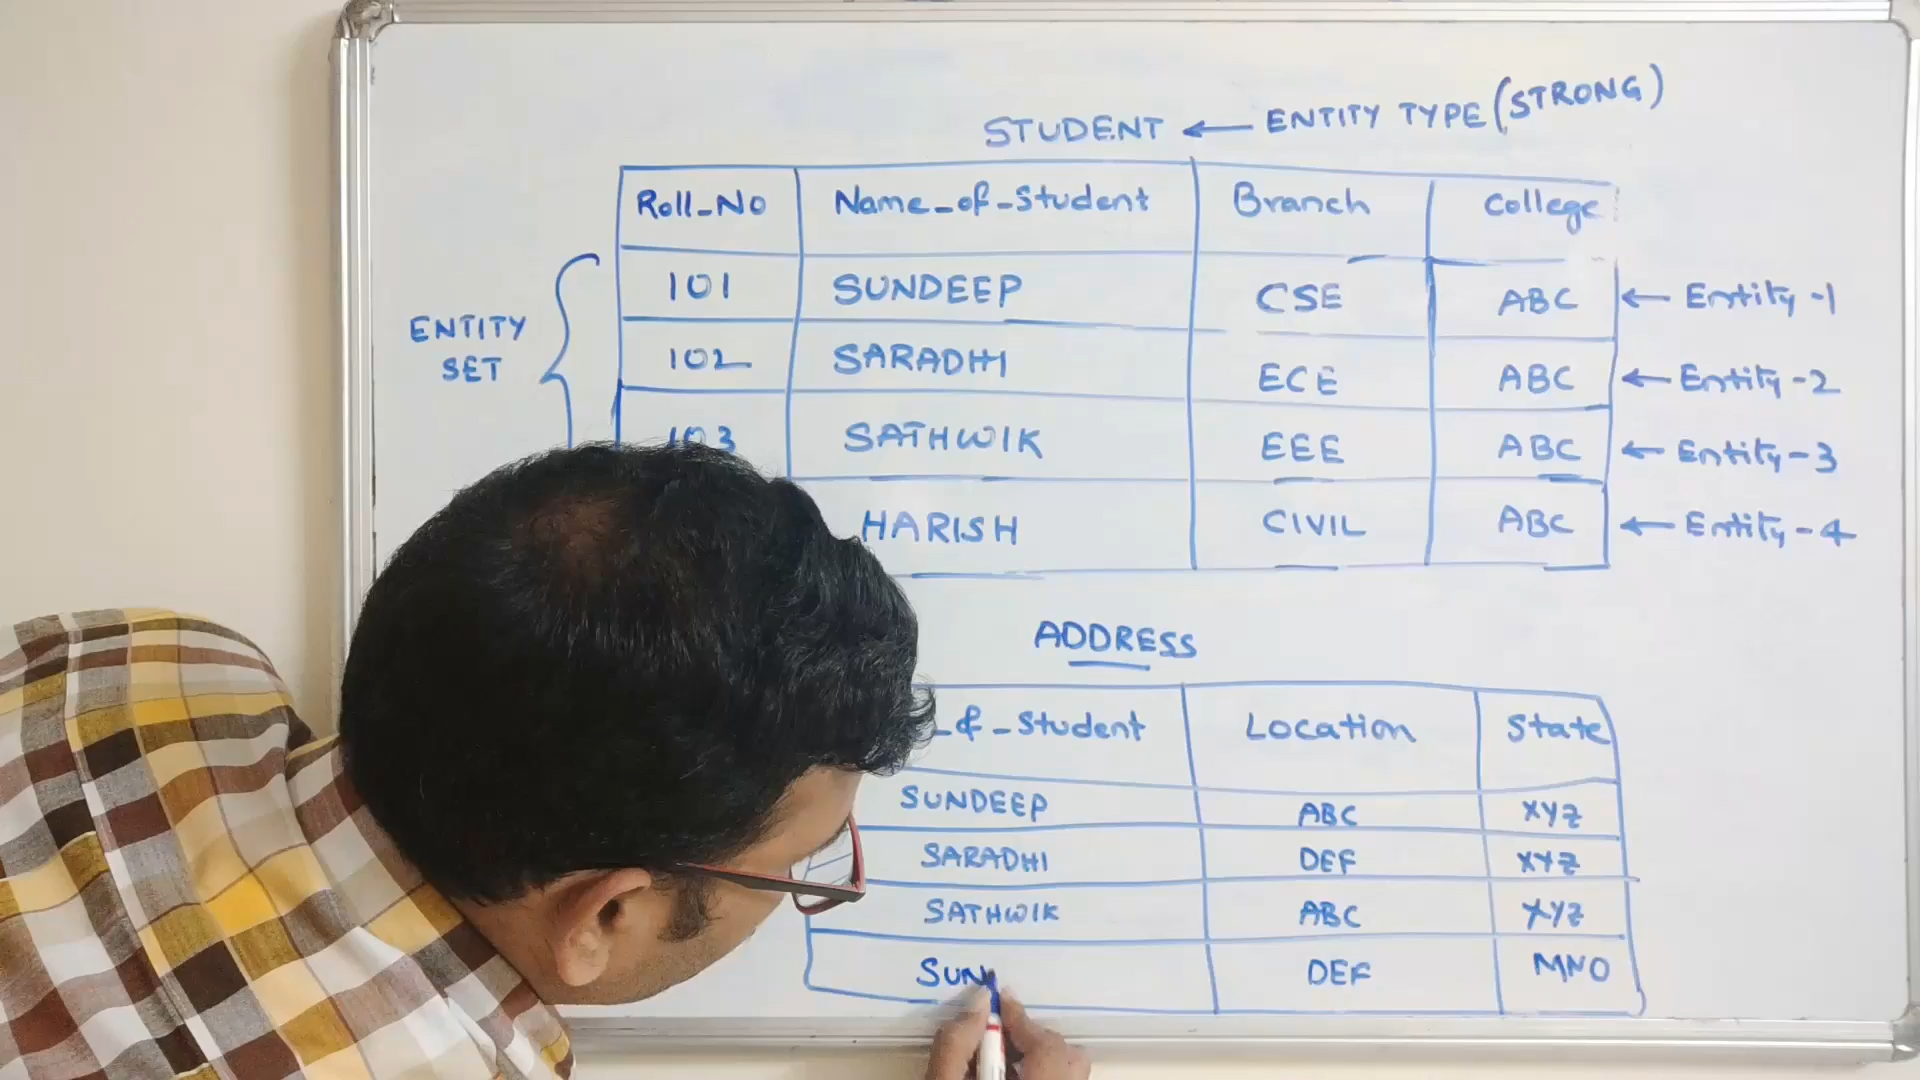 STUDENT ← ENTITY TYPE (STRONG)
Roll_No Name_of_Student Branch College
101 SUNDEEP CSE ABC ← Entity-1
ENTITY
SET
102 SARADHI ECE ABC ← Entity-2
103 SATHWIK EEE ABC ← Entity-3
HARISH CIVIL ABC ← Entity-4
ADDRESS
_of_Student Location State
SUNDEEP ABC XYZ
SARADHI DEF XYZ
SATHWIK ABC XYZ
SUN DEF MNO